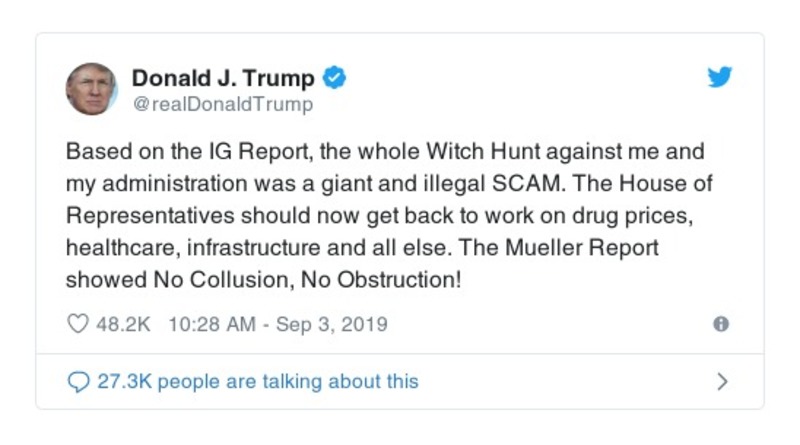 Donald J. Trump
@realDonaldTrump
Based on the IG Report, the whole Witch Hunt against me and
my administration was a giant and illegal SCAM. The House of
Representatives should now get back to work on drug prices,
healthcare, infrastructure and all else. The Mueller Report
showed No Collusion, No Obstruction!
48.2K 10:28 AM - Sep 3, 2019
27.3K people are talking about this